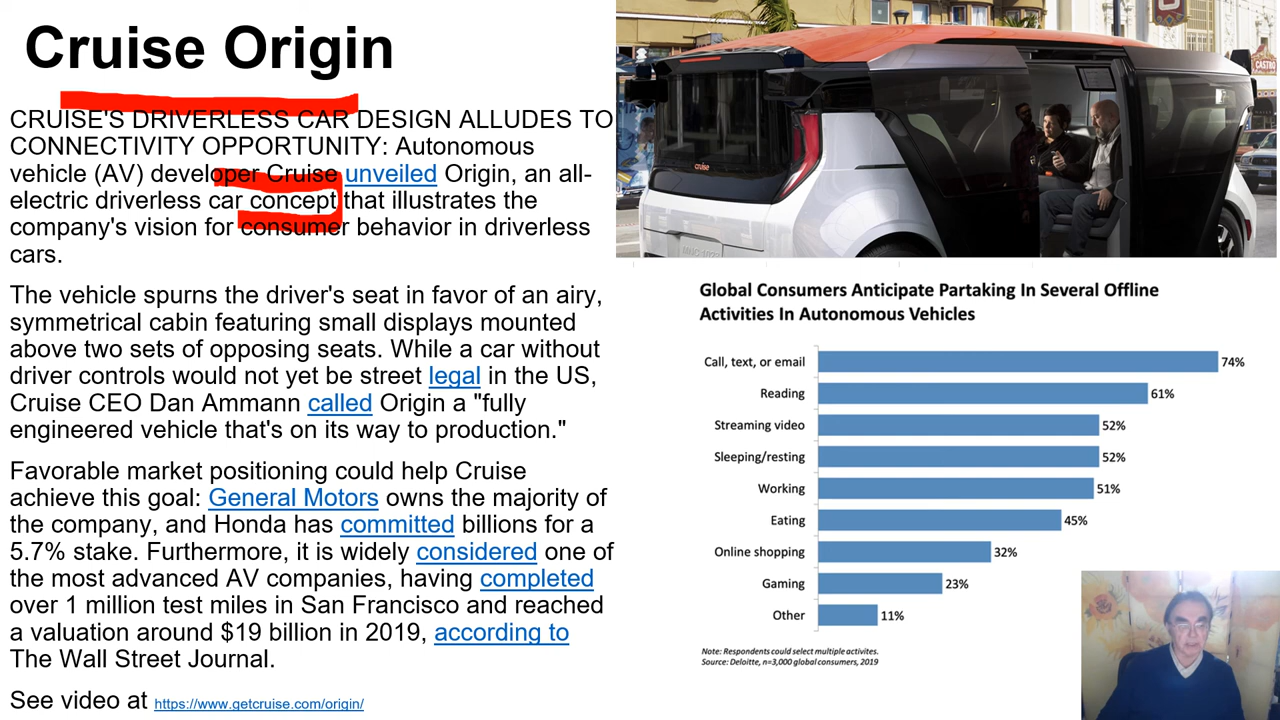 Cruise Origin
CRUISE'S DRIVERLESS CAR DESIGN ALLUDES TO
CONNECTIVITY OPPORTUNITY: Autonomous
vehicle (AV) developer Cruise unveiled Origin, an all-
electric driverless car concept that illustrates the
company's vision for consumer behavior in driverless
cars.
The vehicle spurns the driver's seat in favor of an airy,
symmetrical cabin featuring small displays mounted
above two sets of opposing seats. While a car without
driver controls would not yet be street legal in the US,
Cruise CEO Dan Ammann called Origin a "fully
engineered vehicle that's on its way to production."
Favorable market positioning could help Cruise
achieve this goal: General Motors owns the majority of
the company, and Honda has committed billions for a
5.7% stake. Furthermore, it is widely considered one of
the most advanced AV companies, having completed
over 1 million test miles in San Francisco and reached
a valuation around $19 billion in 2019, according to
The Wall Street Journal.
See video at https://www.getcruise.com/origin/
cruise
CASTRO
Global Consumers Anticipate Partaking In Several Offline
Activities In Autonomous Vehicles
Call, text, or email 74%
Reading 61%
Streaming video 52%
Sleeping/resting 52%
Working 51%
Eating 45%
Online shopping 32%
Gaming 23%
Other 11%
Note: Respondents could select multiple activites.
Source: Deloitte, n=3,000 global consumers, 2019